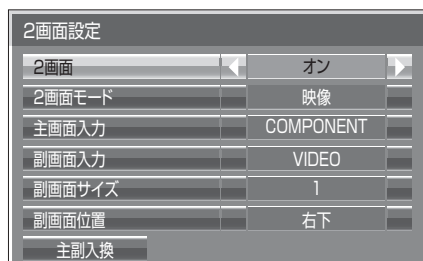 2画面設定
2画面 オン
2画面モード 映像
主画面入力 COMPONENT
副画面入力 VIDEO
副画面サイズ 1
副画面位置 右下
主副入換